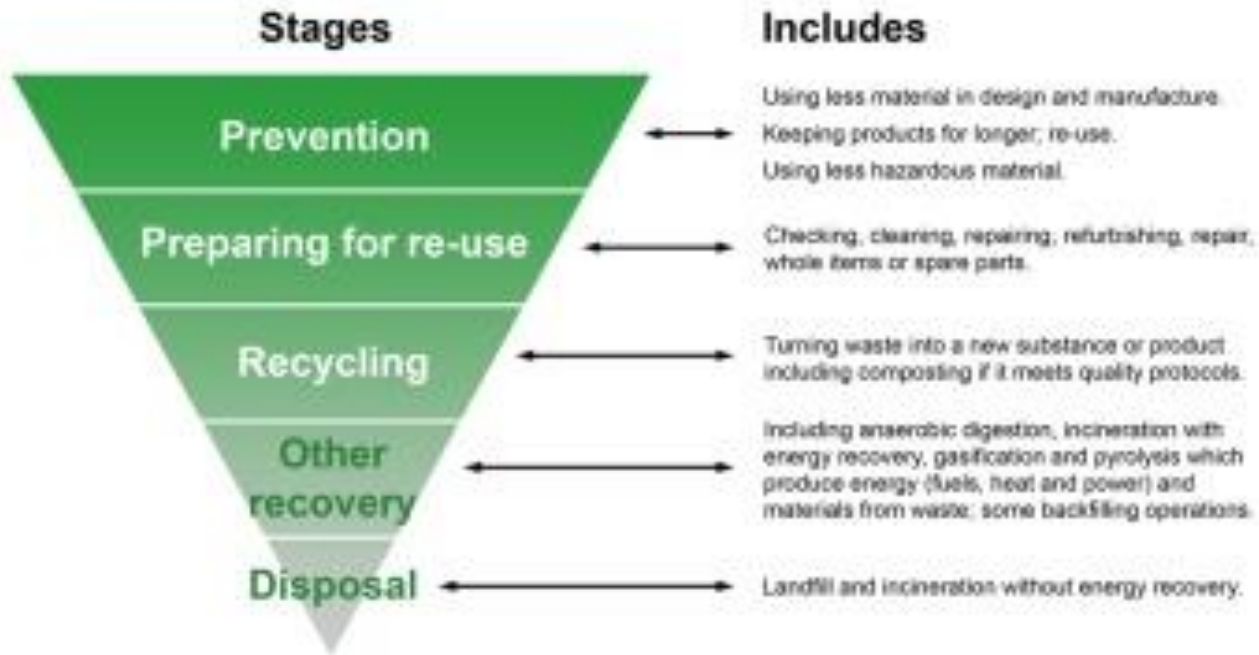 Stages
Includes
Prevention
Using less material in design and manufacture.
Keeping products for longer; re-use.
Using less hazardous material.
Preparing for re-use
Checking, cleaning, repairing, refurbishing, repair,
whole items or spare parts.
Recycling
Turning waste into a new substance or product
including composting if it meets quality protocols.
Other
recovery
Including anaerobic digestion, incineration with
energy recovery, gasification and pyrolysis which
produce energy (fuels, heat and power) and
materials from waste; some backfilling operations.
Disposal
Landfill and incineration without energy recovery.